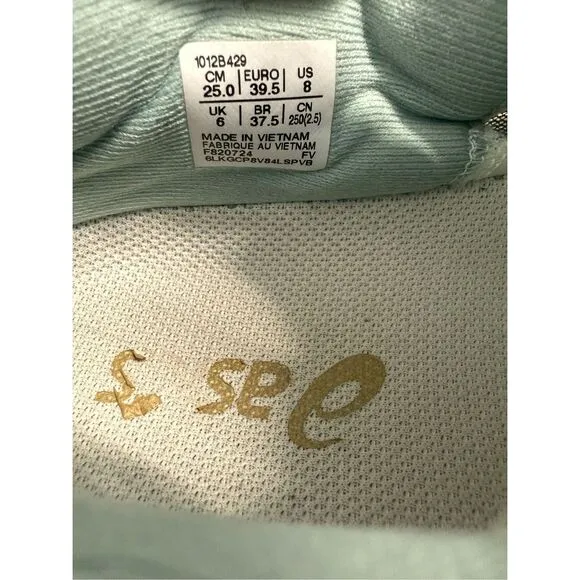 1012B429
CM EURO US
25.0 39.5 8
UK BR CN
6 37.5 250(2.5)
MADE IN VIETNAM
FABRIQUE AU VIETNAM
F820724 FV
6LKGCP8V84LSPVB